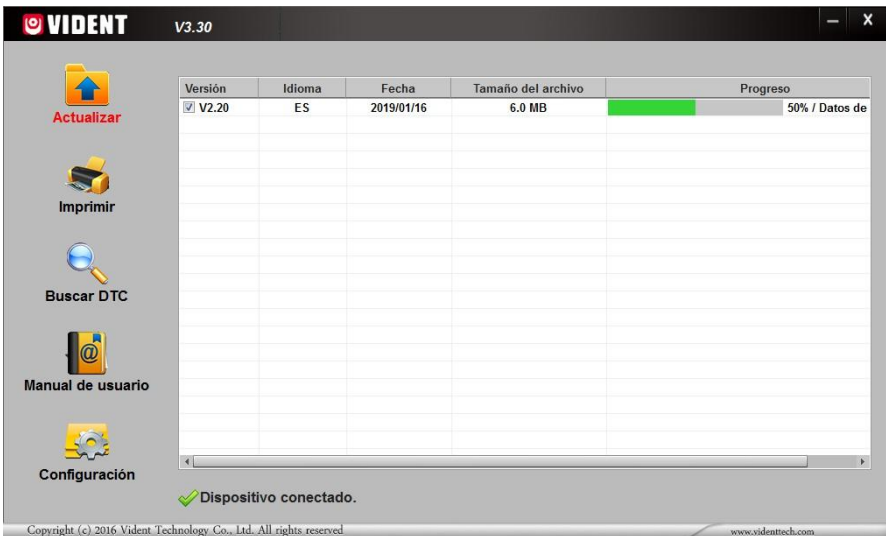 VIDENT V3.30
Actualizar
Imprimir
Buscar DTC
Manual de usuario
Configuración
Versión Idioma Fecha Tamaño del archivo Progreso
V2.20 ES 2019/01/16 6.0 MB 50% / Datos de
Dispositivo conectado.
Copyright (c) 2016 Vident Technology Co., Ltd. All rights reserved www.videnttech.com